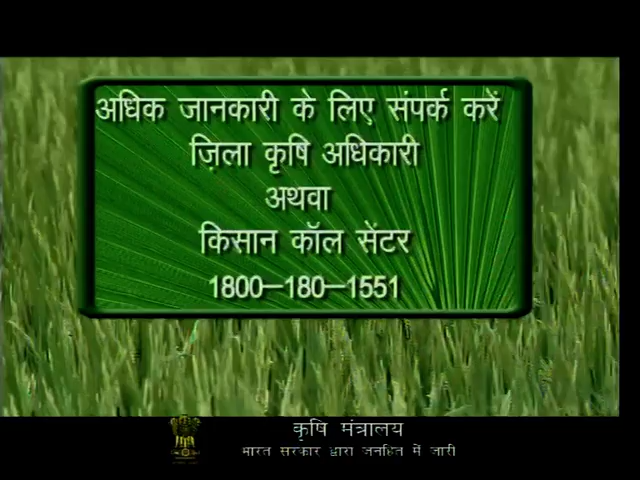 अधिक जानकारी के लिए संपर्क करें
ज़िला कृषि अधिकारी
अथवा
किसान कॉल सेंटर
1800–180–1551
कृषि मंत्रालय
भारत सरकार द्वारा जनहित में जारी